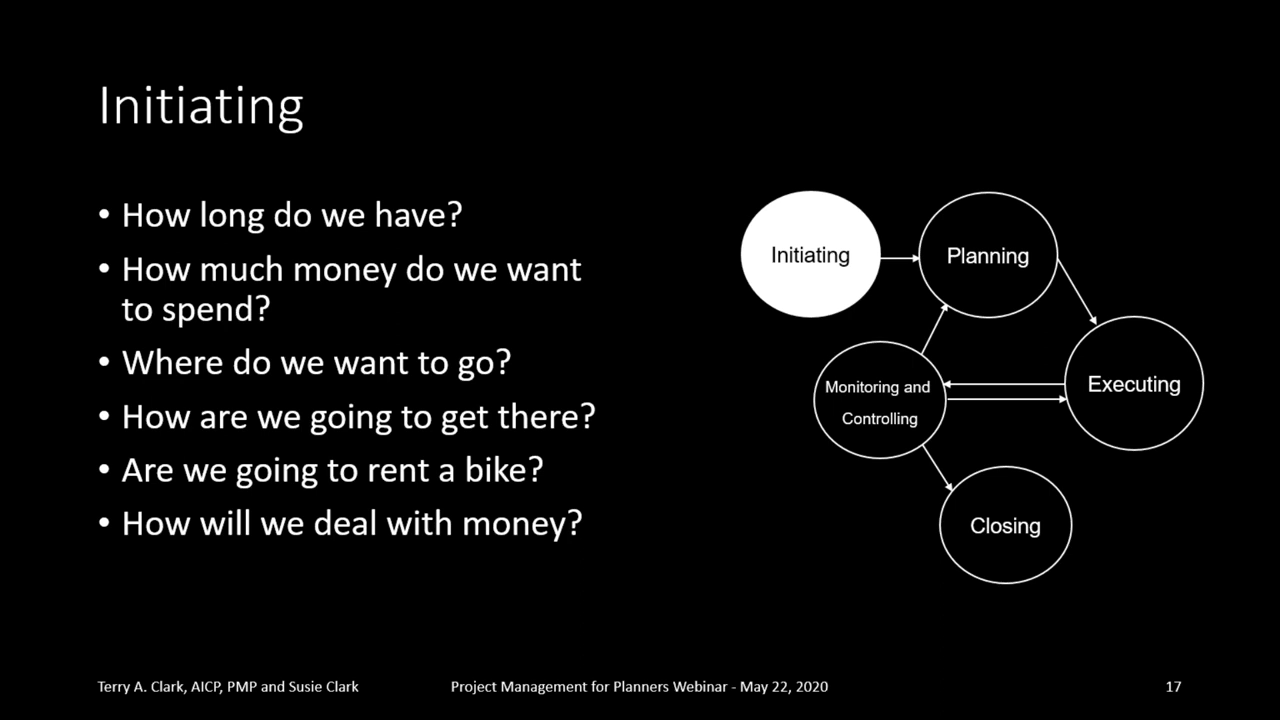 Initiating
• How long do we have?
• How much money do we want
to spend?
• Where do we want to go?
• How are we going to get there?
• Are we going to rent a bike?
• How will we deal with money?
Initiating
Planning
Executing
Monitoring and
Controlling
Closing
Terry A. Clark, AICP, PMP and Susie Clark
Project Management for Planners Webinar - May 22, 2020
17